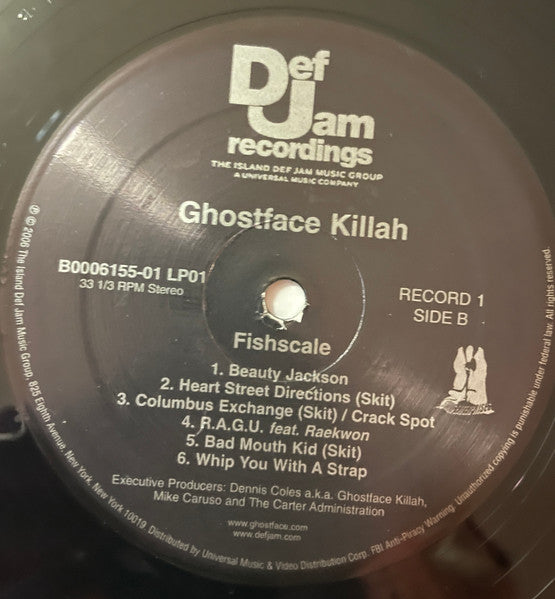 Def
Jam
recordings
THE ISLAND DEF JAM MUSIC GROUP
A UNIVERSAL MUSIC COMPANY
Ghostface Killah
B0006155-01 LP01
33 1/3 RPM Stereo
RECORD 1
SIDE B
Fishscale
1. Beauty Jackson
2. Heart Street Directions (Skit)
3. Columbus Exchange (Skit) / Crack Spot
4. R.A.G.U. feat. Raekwon
5. Bad Mouth Kid (Skit)
6. Whip You With A Strap
Executive Producers: Dennis Coles a.k.a. Ghostface Killah,
Mike Caruso and The Carter Administration
www.ghostface.com
www.defjam.com
℗ © 2006 The Island Def Jam Music Group, 825 Eighth Avenue, New York, New York 10019. Distributed by Universal Music & Video Distribution Corp. FBI Anti-Piracy Warning: Unauthorized copying is punishable under federal law. All rights reserved.